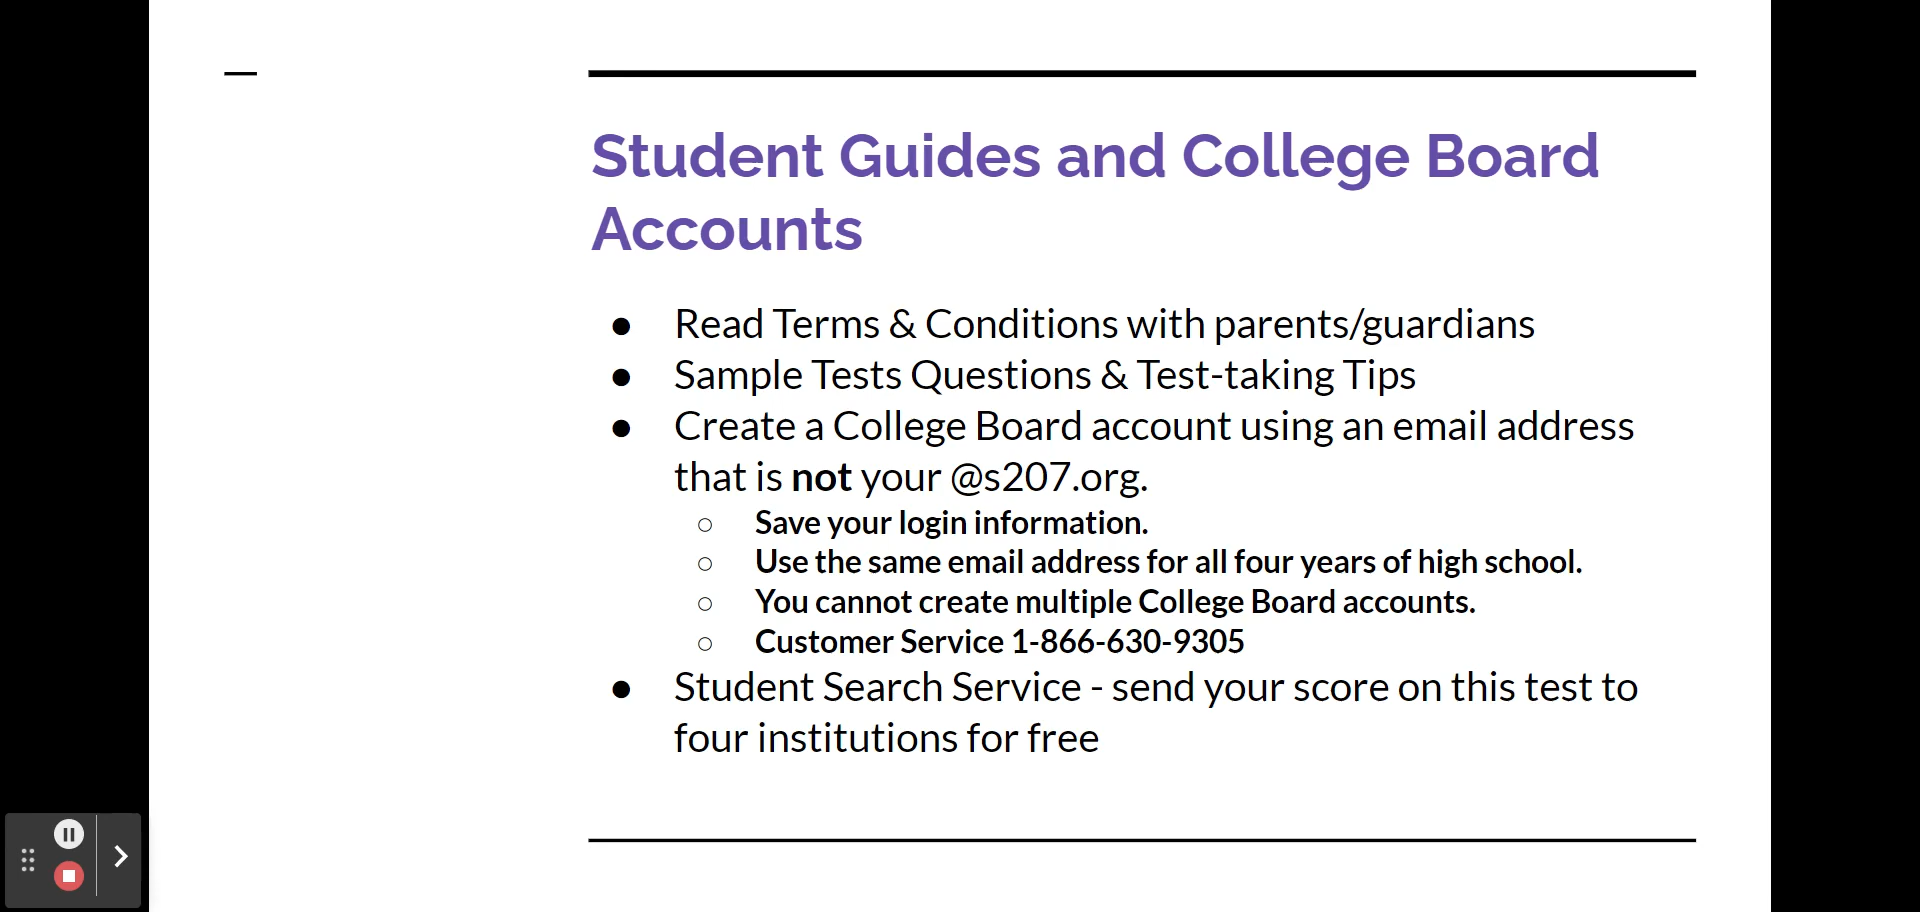 Student Guides and College Board
Accounts
● Read Terms & Conditions with parents/guardians
● Sample Tests Questions & Test-taking Tips
● Create a College Board account using an email address
that is not your @s207.org.
○ Save your login information.
○ Use the same email address for all four years of high school.
○ You cannot create multiple College Board accounts.
○ Customer Service 1-866-630-9305
● Student Search Service - send your score on this test to
four institutions for free